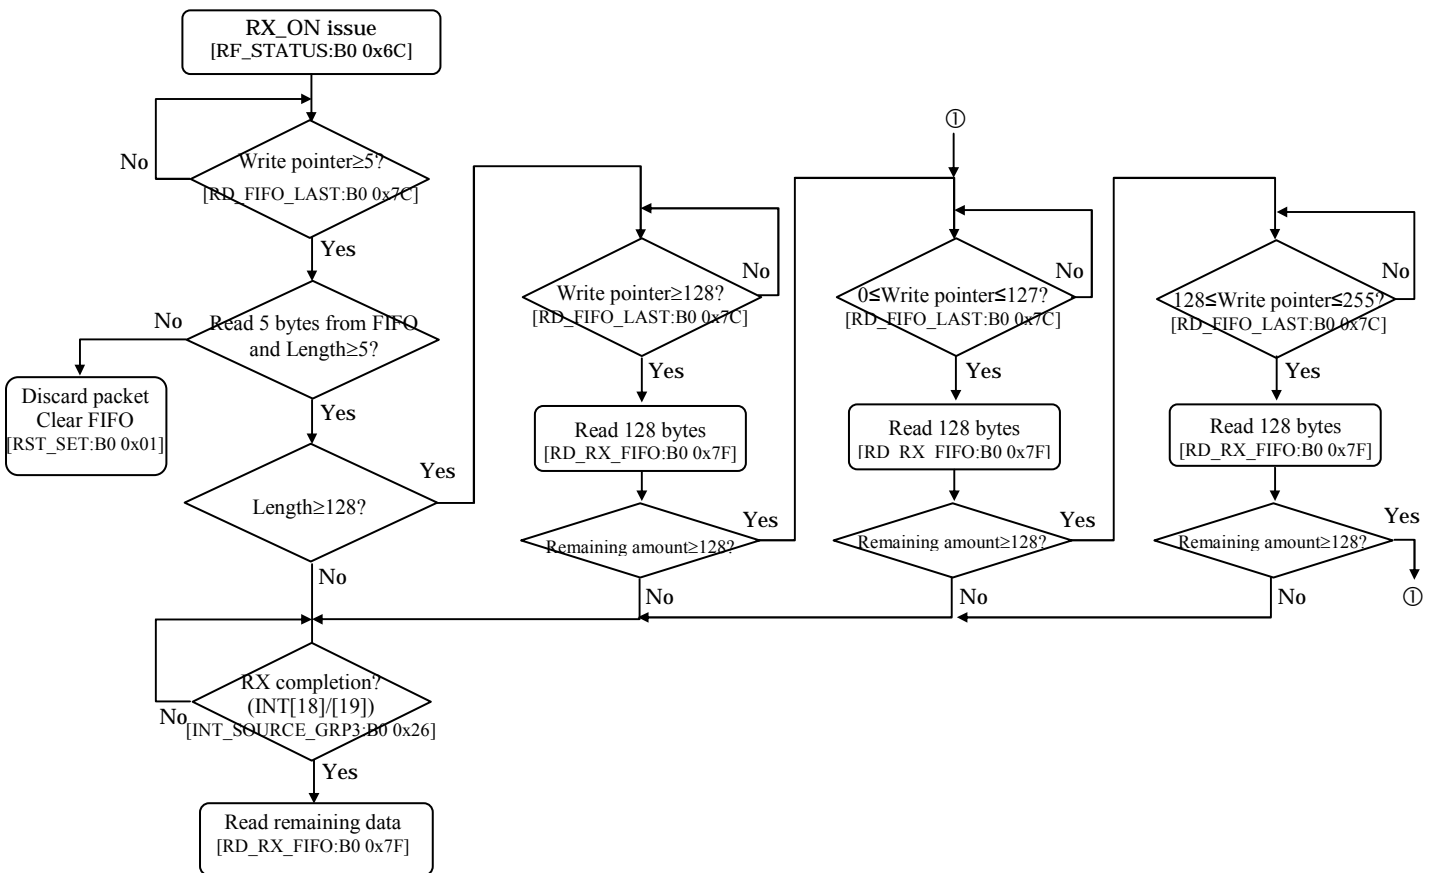 RX_ON issue
[RF_STATUS:B0 0x6C]
No
Write pointer≥5?
[RD_FIFO_LAST:B0 0x7C]
Yes
No
Read 5 bytes from FIFO
and Length≥5?
Discard packet
Clear FIFO
[RST_SET:B0 0x01]
Yes
Length≥128?
Yes
No
RX completion?
(INT[18]/[19])
No
[INT_SOURCE_GRP3:B0 0x26]
Yes
Read remaining data
[RD_RX_FIFO:B0 0x7F]
No
Write pointer≥128?
[RD_FIFO_LAST:B0 0x7C]
Yes
Read 128 bytes
[RD_RX_FIFO:B0 0x7F]
Yes
Remaining amount≥128?
No
①
No
0≤Write pointer≤127?
[RD_FIFO_LAST:B0 0x7C]
Yes
Read 128 bytes
[RD_RX_FIFO:B0 0x7F]
Yes
Remaining amount≥128?
No
No
128≤Write pointer≤255?
[RD_FIFO_LAST:B0 0x7C]
Yes
Read 128 bytes
[RD_RX_FIFO:B0 0x7F]
Yes
Remaining amount≥128?
No
①